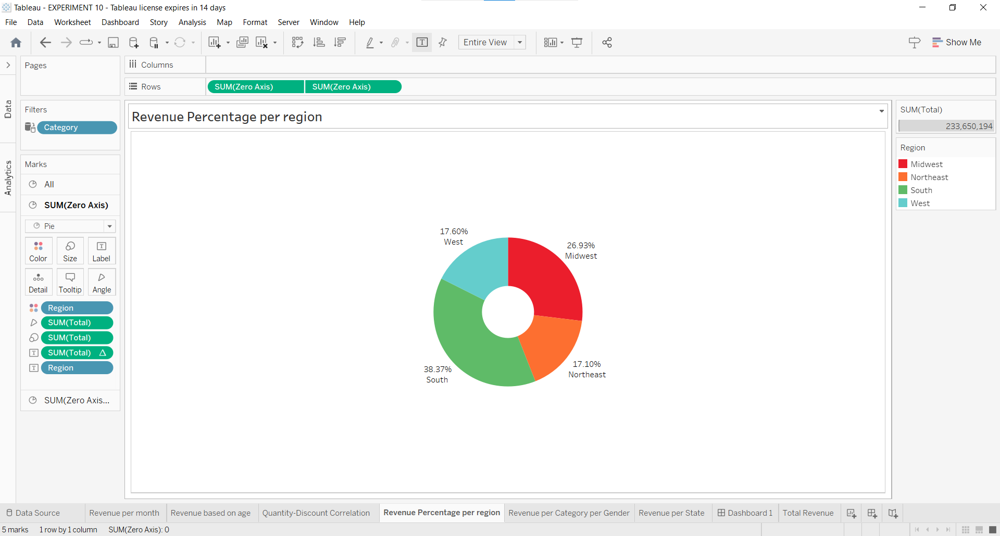 Tableau - EXPERIMENT 10 - Tableau license expires in 14 days
File Data Worksheet Dashboard Story Analysis Map Format Server Window Help
Entire View
Show Me
Pages
Columns
Rows
SUM(Zero Axis)
SUM(Zero Axis)
Data
Analytics
Filters
Category
Marks
All
SUM(Zero Axis)
Pie
Color
Size
Label
Detail
Tooltip
Angle
Region
SUM(Total)
SUM(Total)
SUM(Total)
Region
SUM(Zero Axis...
Revenue Percentage per region
17.60%
West
26.93%
Midwest
38.37%
South
17.10%
Northeast
SUM(Total)
233,650,194
Region
Midwest
Northeast
South
West
Data Source
Revenue per month
Revenue based on age
Quantity-Discount Correlation
Revenue Percentage per region
Revenue per Category per Gender
Revenue per State
Dashboard 1
Total Revenue
5 marks 1 row by 1 column SUM(Zero Axis): 0